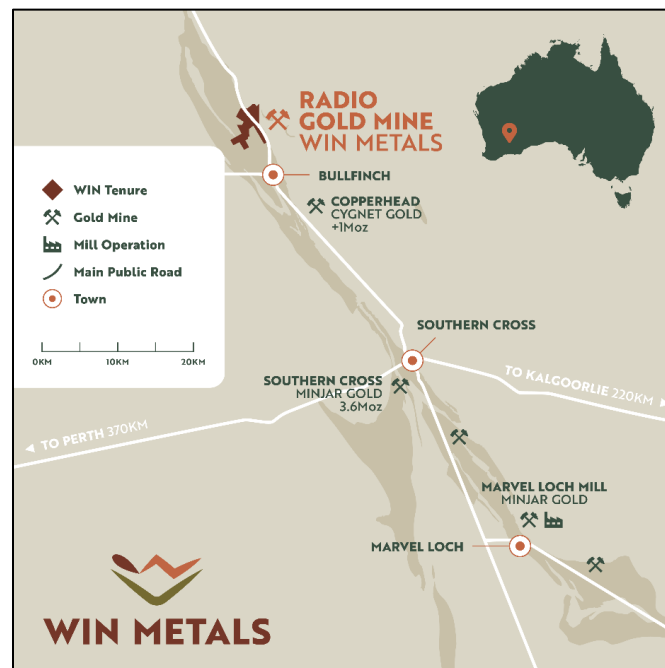 RADIO
GOLD MINE
WIN METALS
BULLFINCH
COPPERHEAD
CYGNET GOLD
+1Moz
WIN Tenure
Gold Mine
Mill Operation
Main Public Road
Town
0KM 10KM 20KM
SOUTHERN CROSS
TO KALGOORLIE 220KM
SOUTHERN CROSS
MINJAR GOLD
3.6Moz
TO PERTH 370KM
MARVEL LOCH MILL
MINJAR GOLD
MARVEL LOCH
WIN METALS